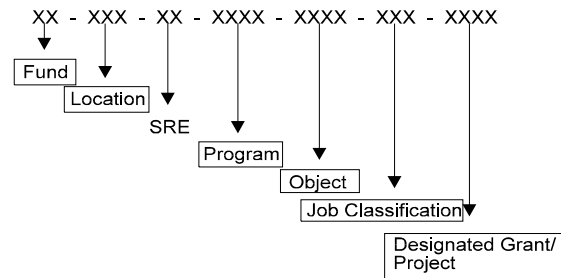 XX - XXX - XX - XXXX - XXXX - XXX - XXXX
Fund
Location
SRE
Program
Object
Job Classification
Designated Grant/
Project